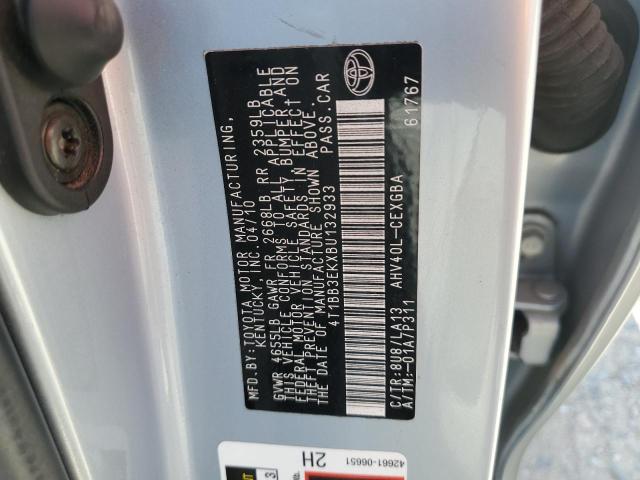 MFD.BY:TOYOTA MOTOR MANUFACTURING,
KENTUCKY, INC. 04/10
GVWR 4655LB GAWR FR 2668LB RR 2359LB
THIS VEHICLE CONFORMS TO ALL APPLICABLE
FEDERAL MOTOR VEHICLE SAFETY, BUMPER, AND
THEFT PREVENTION STANDARDS IN EFFECT ON
THE DATE OF MANUFACTURE SHOWN ABOVE.
4T1BB3EKXBU132933 PASS.CAR
C/TR:8U8/LA13 AHV40L-CEXGBA
A/TM:-01A/P311 61767
42661-06651
2H
3